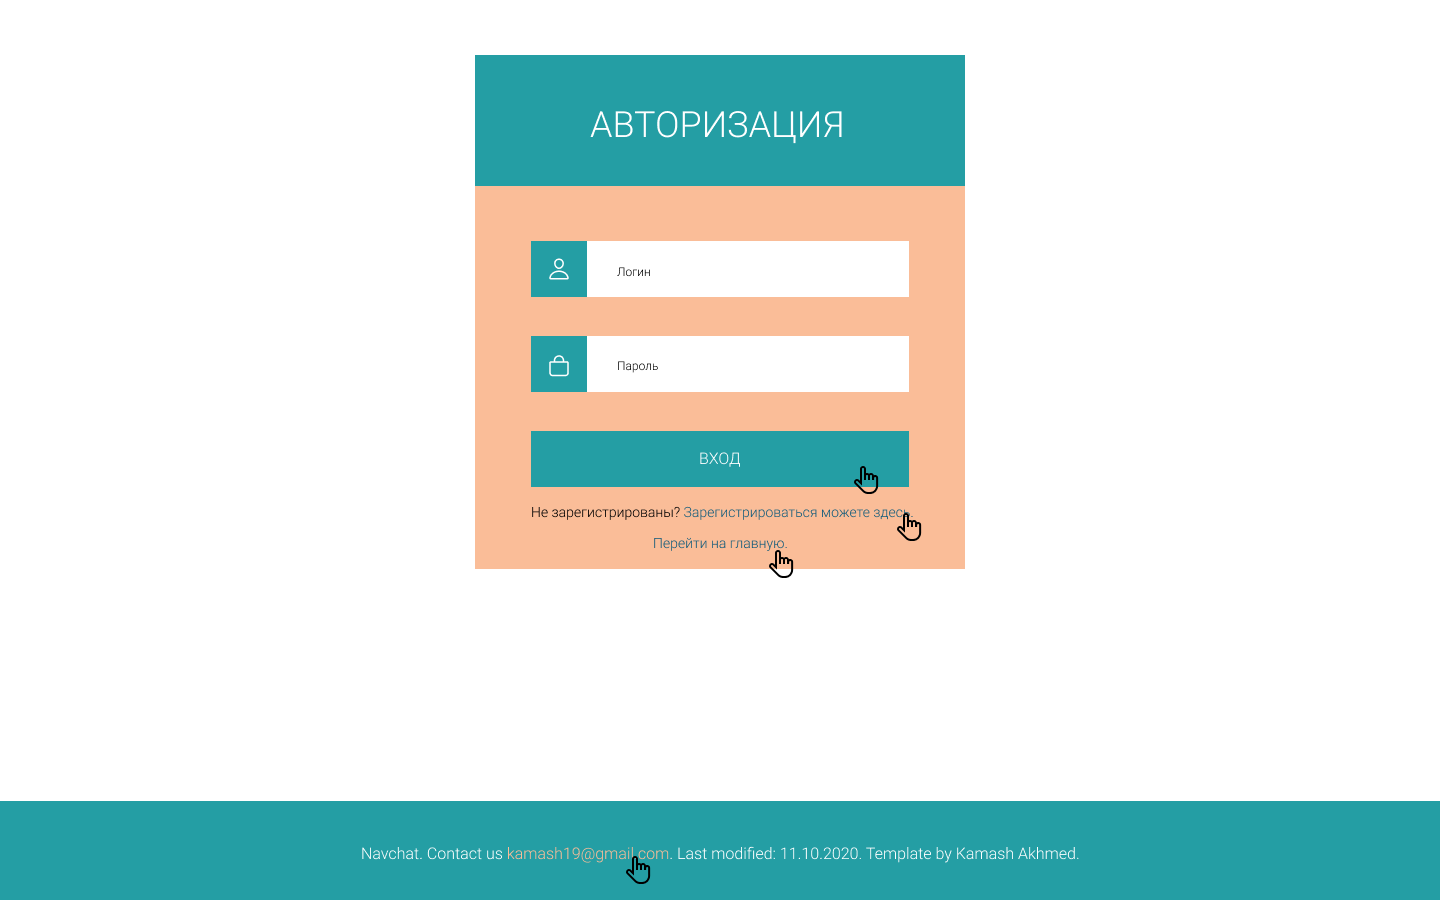 АВТОРИЗАЦИЯ
Логин
Пароль
ВХОД
Не зарегистрированы? Зарегистрироваться можете здесь.
Перейти на главную.
Navchat. Contact us kamash19@gmail.com. Last modified: 11.10.2020. Template by Kamash Akhmed.